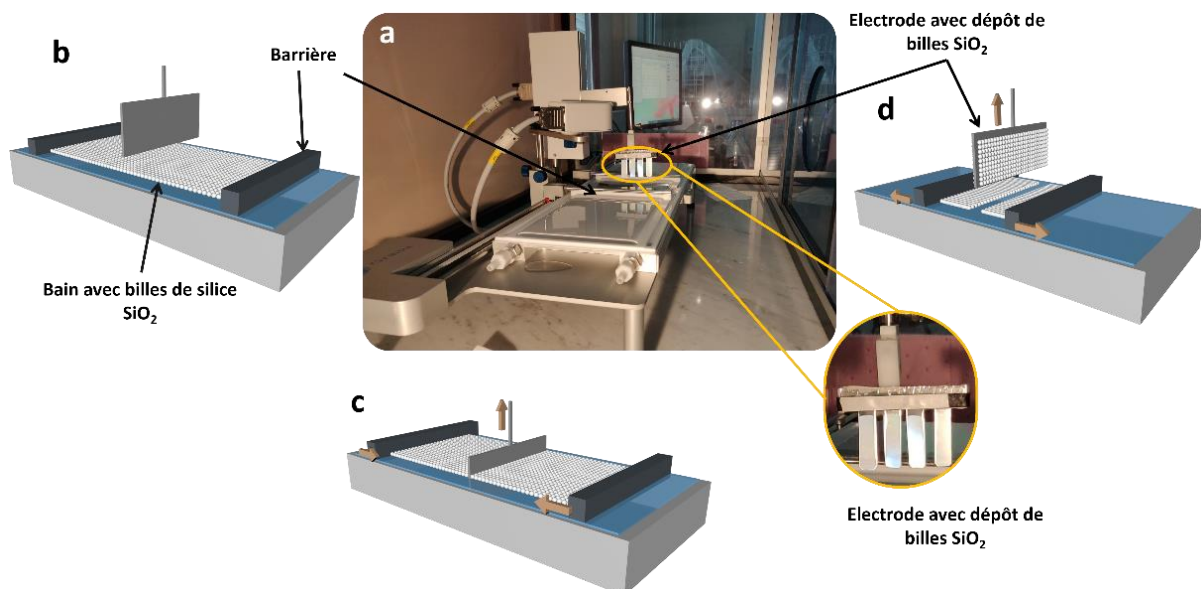 a
Electrode avec dépôt de
billes SiO₂
b
Barrière
d
Bain avec billes de silice
SiO₂
c
Electrode avec dépôt de
billes SiO₂